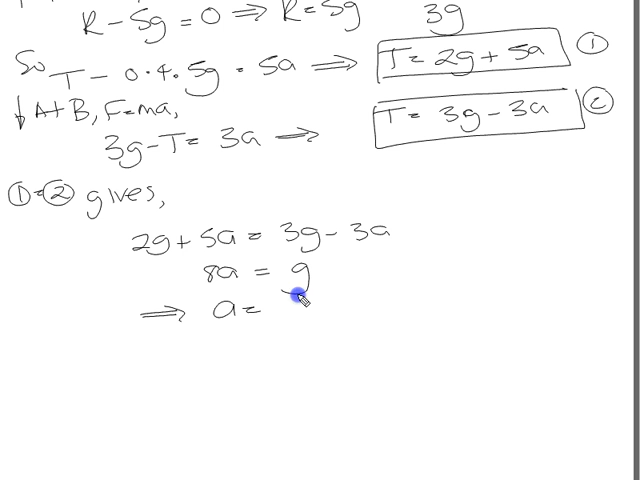 R - 5g = 0 ⟹ R = 5g 3g
So T - 0.4.5g = 5a ⟹ T = 2g + 5a ①
↓ A+B, F=ma, T = 3g - 3a ②
3g - T = 3a ⟹
① = ② gives,
2g + 5a = 3g - 3a
8a = g
⟹ a =